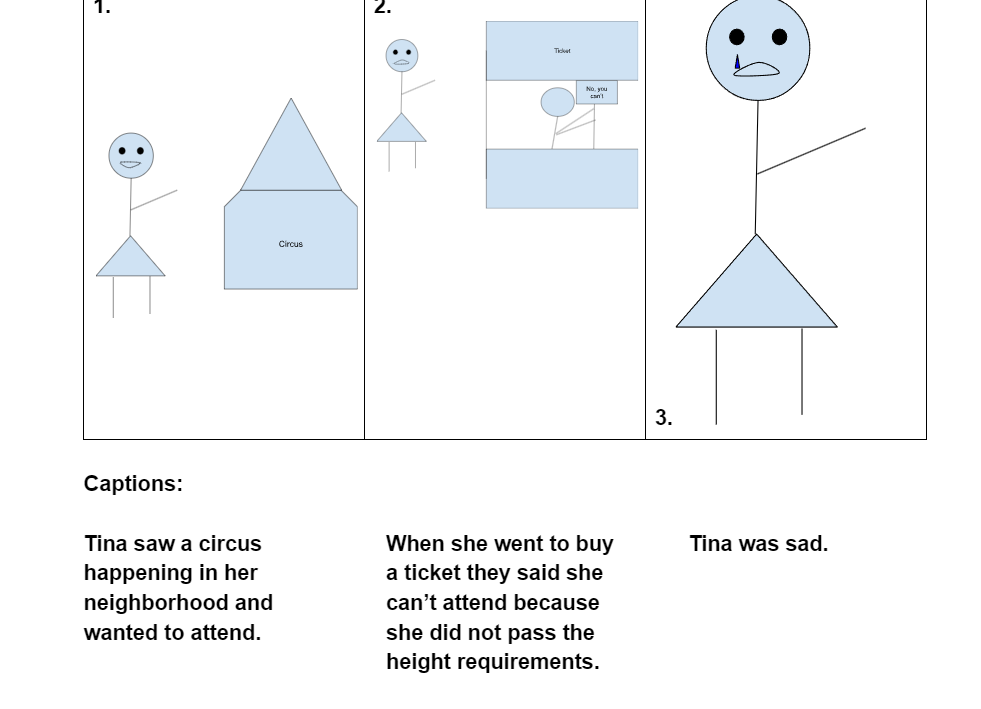 1.
2.
Ticket
No, you
can't
Circus
3.
Captions:
Tina saw a circus
happening in her
neighborhood and
wanted to attend.
When she went to buy
a ticket they said she
can’t attend because
she did not pass the
height requirements.
Tina was sad.